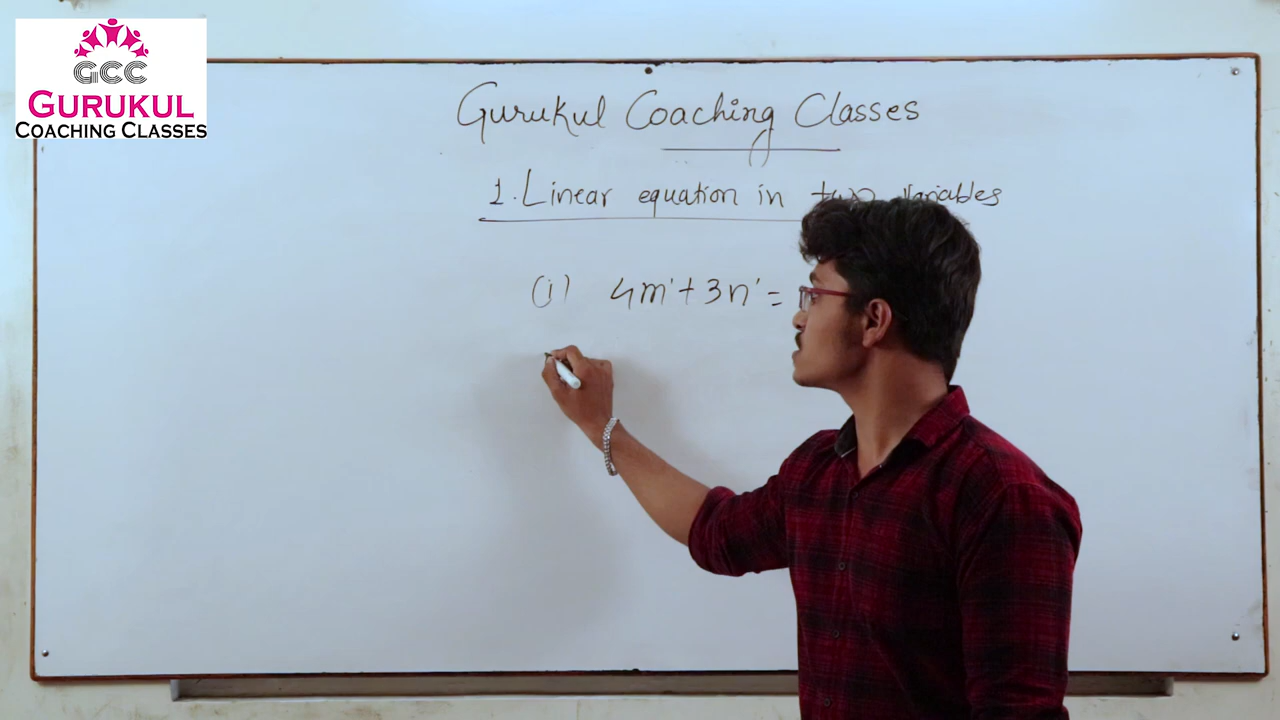 GCC
GURUKUL
COACHING CLASSES
Gurukul Coaching Classes
1. Linear equation in two variables
(i) 4m' + 3n' =